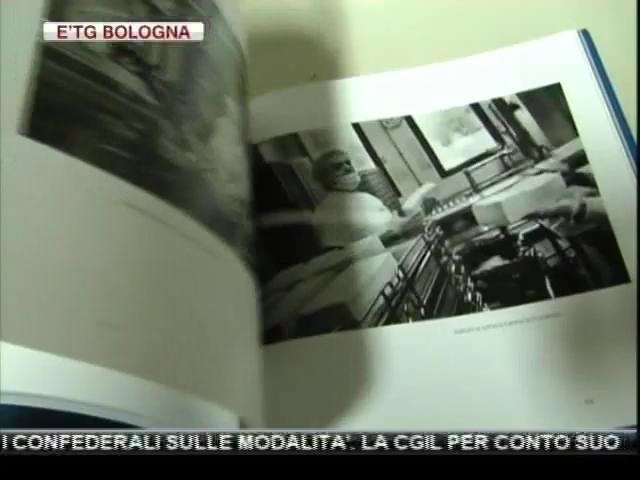 E'TG BOLOGNA
I CONFEDERALI SULLE MODALITA'. LA CGIL PER CONTO SUO